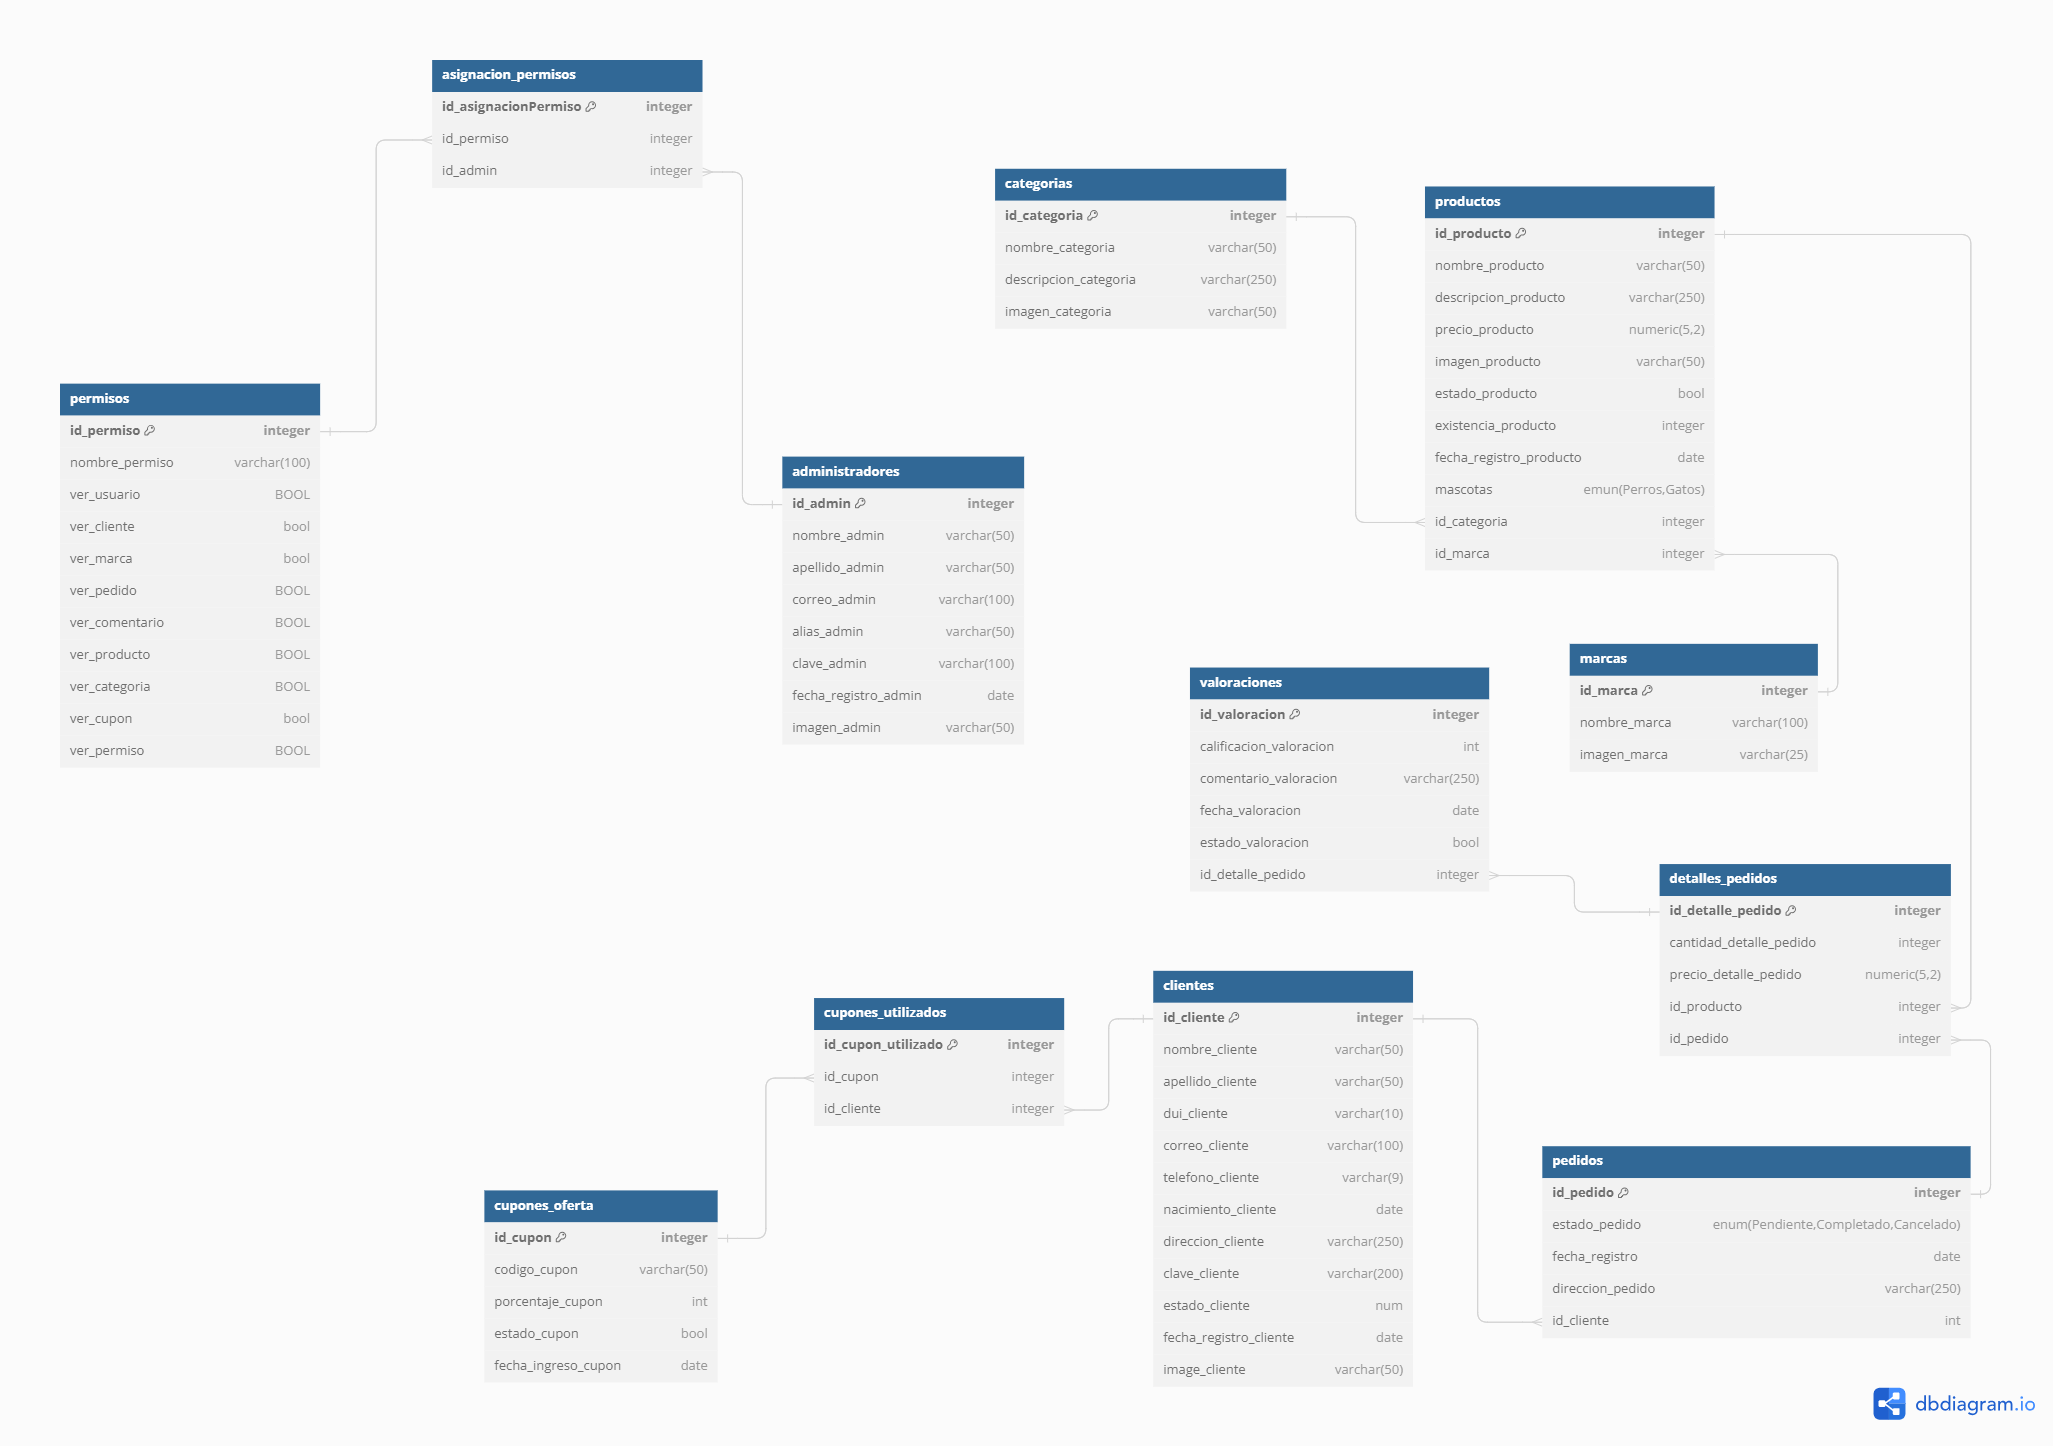 asignacion_permisos
id_asignacionPermiso integer
id_permiso integer
id_admin integer
categorias
id_categoria integer
nombre_categoria varchar(50)
descripcion_categoria varchar(250)
imagen_categoria varchar(50)
productos
id_producto integer
nombre_producto varchar(50)
descripcion_producto varchar(250)
precio_producto numeric(5,2)
imagen_producto varchar(50)
estado_producto bool
existencia_producto integer
fecha_registro_producto date
mascotas emun(Perros,Gatos)
id_categoria integer
id_marca integer
permisos
id_permiso integer
nombre_permiso varchar(100)
ver_usuario BOOL
ver_cliente bool
ver_marca bool
ver_pedido BOOL
ver_comentario BOOL
ver_producto BOOL
ver_categoria BOOL
ver_cupon bool
ver_permiso BOOL
administradores
id_admin integer
nombre_admin varchar(50)
apellido_admin varchar(50)
correo_admin varchar(100)
alias_admin varchar(50)
clave_admin varchar(100)
fecha_registro_admin date
imagen_admin varchar(50)
marcas
id_marca integer
nombre_marca varchar(100)
imagen_marca varchar(25)
valoraciones
id_valoracion integer
calificacion_valoracion int
comentario_valoracion varchar(250)
fecha_valoracion date
estado_valoracion bool
id_detalle_pedido integer
detalles_pedidos
id_detalle_pedido integer
cantidad_detalle_pedido integer
precio_detalle_pedido numeric(5,2)
id_producto integer
id_pedido integer
cupones_utilizados
id_cupon_utilizado integer
id_cupon integer
id_cliente integer
clientes
id_cliente integer
nombre_cliente varchar(50)
apellido_cliente varchar(50)
dui_cliente varchar(10)
correo_cliente varchar(100)
telefono_cliente varchar(9)
nacimiento_cliente date
direccion_cliente varchar(250)
clave_cliente varchar(200)
estado_cliente num
fecha_registro_cliente date
image_cliente varchar(50)
pedidos
id_pedido integer
estado_pedido enum(Pendiente,Completado,Cancelado)
fecha_registro date
direccion_pedido varchar(250)
id_cliente int
cupones_oferta
id_cupon integer
codigo_cupon varchar(50)
porcentaje_cupon int
estado_cupon bool
fecha_ingreso_cupon date
dbdiagram.io